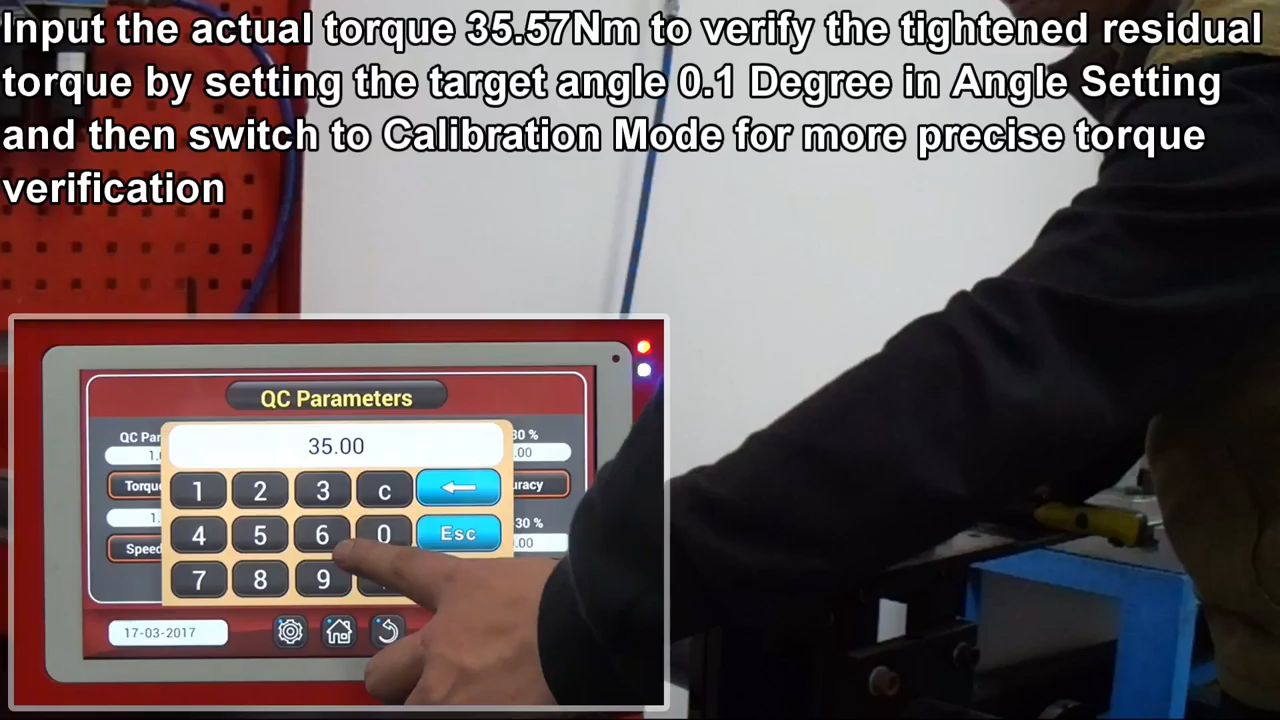 Input the actual torque 35.57Nm to verify the tightened residual
torque by setting the target angle 0.1 Degree in Angle Setting
and then switch to Calibration Mode for more precise torque
verification
QC Parameters
35.00
1 2 3 c
4 5 6 0 Esc
7 8 9
17-03-2017